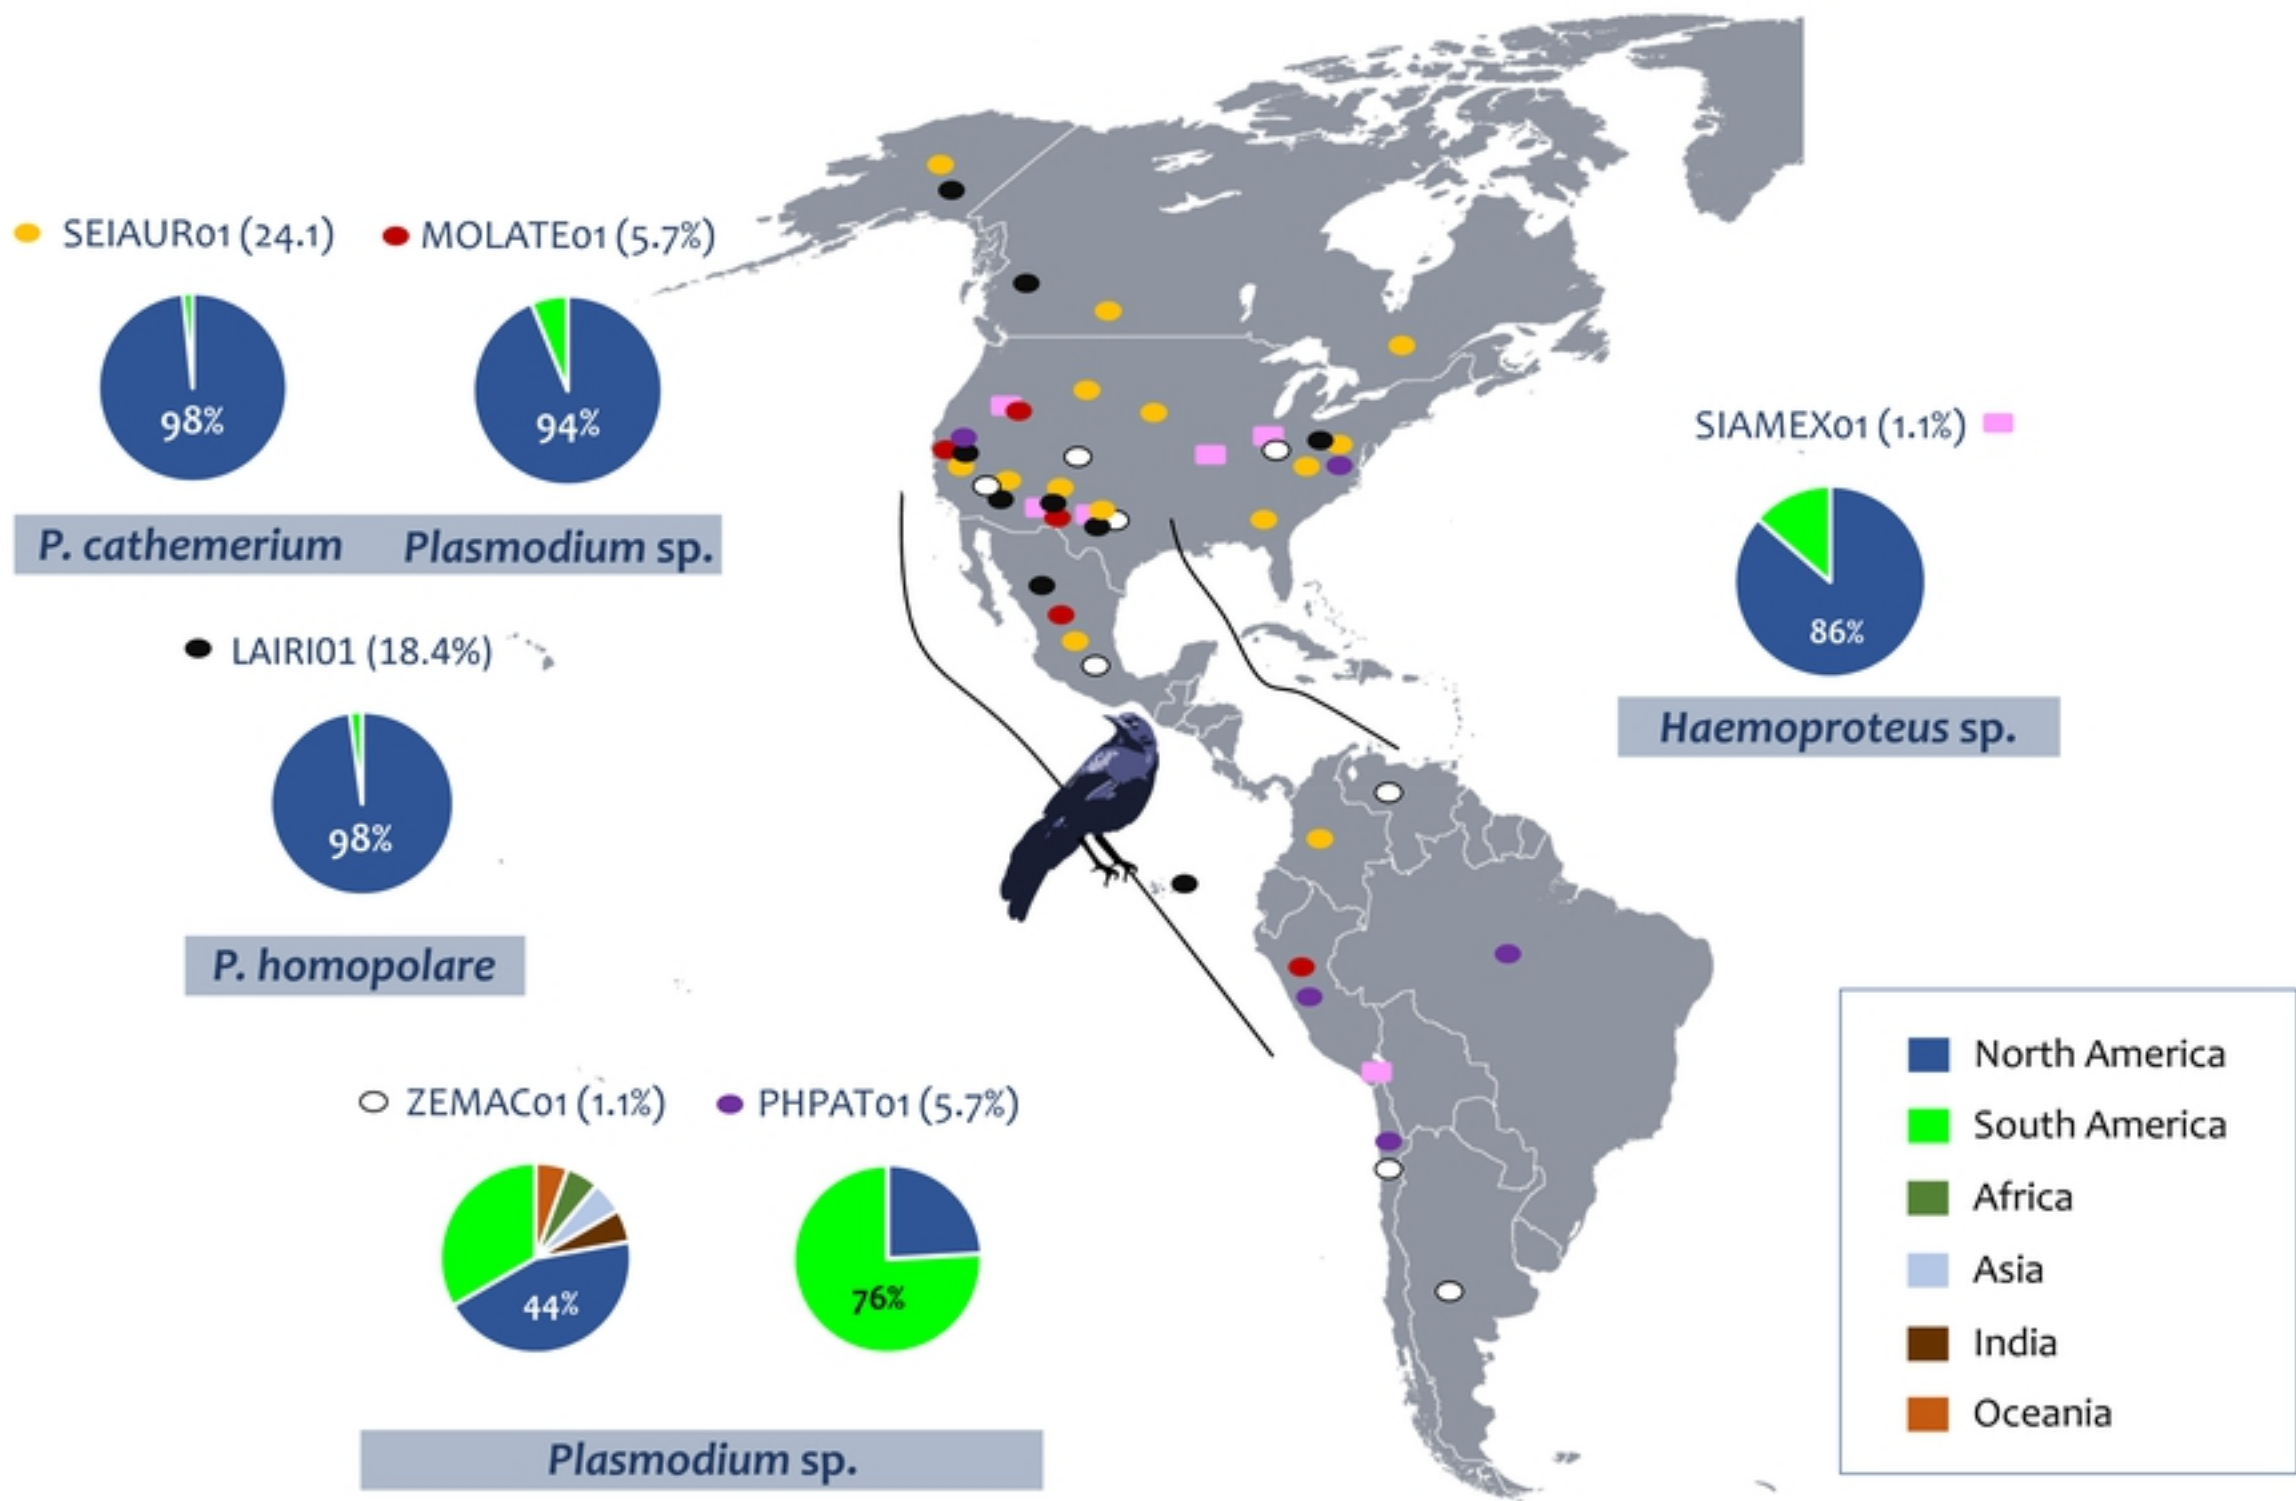 SEIAUR01 (24.1)
MOLATE01 (5.7%)
98%
94%
P. cathemerium
Plasmodium sp.
LAIRI01 (18.4%)
98%
P. homopolare
ZEMAC01 (1.1%)
PHPAT01 (5.7%)
44%
76%
Plasmodium sp.
SIAMEX01 (1.1%)
86%
Haemoproteus sp.
North America
South America
Africa
Asia
India
Oceania